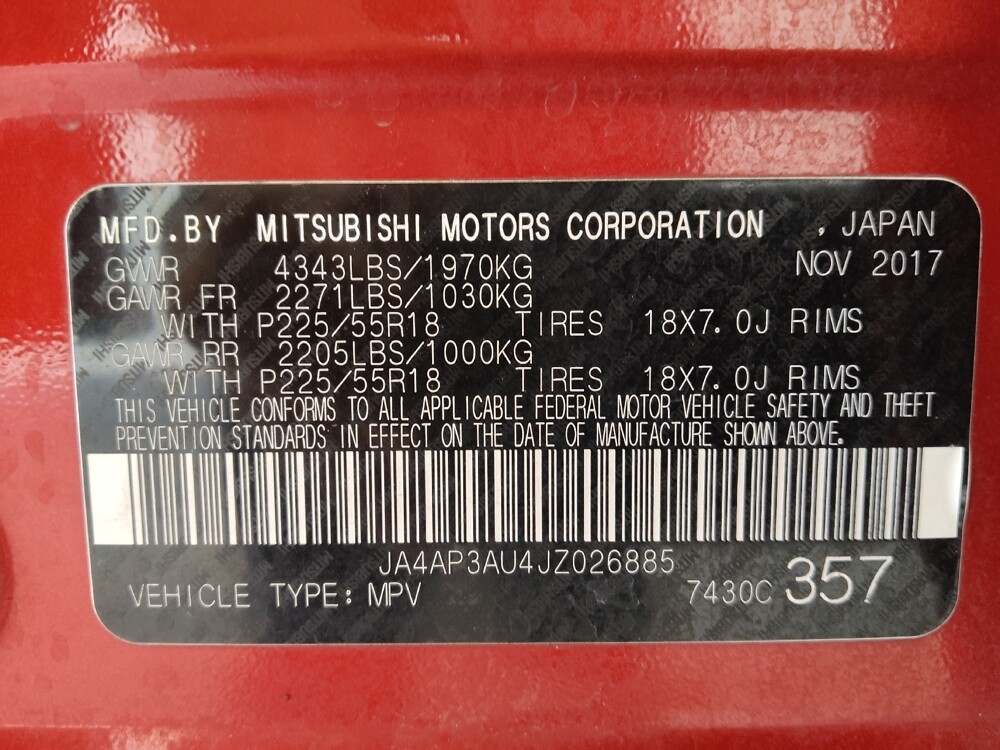 MFD.BY MITSUBISHI MOTORS CORPORATION , JAPAN
GVWR 4343LBS/1970KG NOV 2017
GAWR FR 2271LBS/1030KG
WITH P225/55R18 TIRES 18X7.0J RIMS
GAWR RR 2205LBS/1000KG
WITH P225/55R18 TIRES 18X7.0J RIMS
THIS VEHICLE CONFORMS TO ALL APPLICABLE FEDERAL MOTOR VEHICLE SAFETY AND THEFT
PREVENTION STANDARDS IN EFFECT ON THE DATE OF MANUFACTURE SHOWN ABOVE.
JA4AP3AU4JZ026885
VEHICLE TYPE: MPV 7430C 357